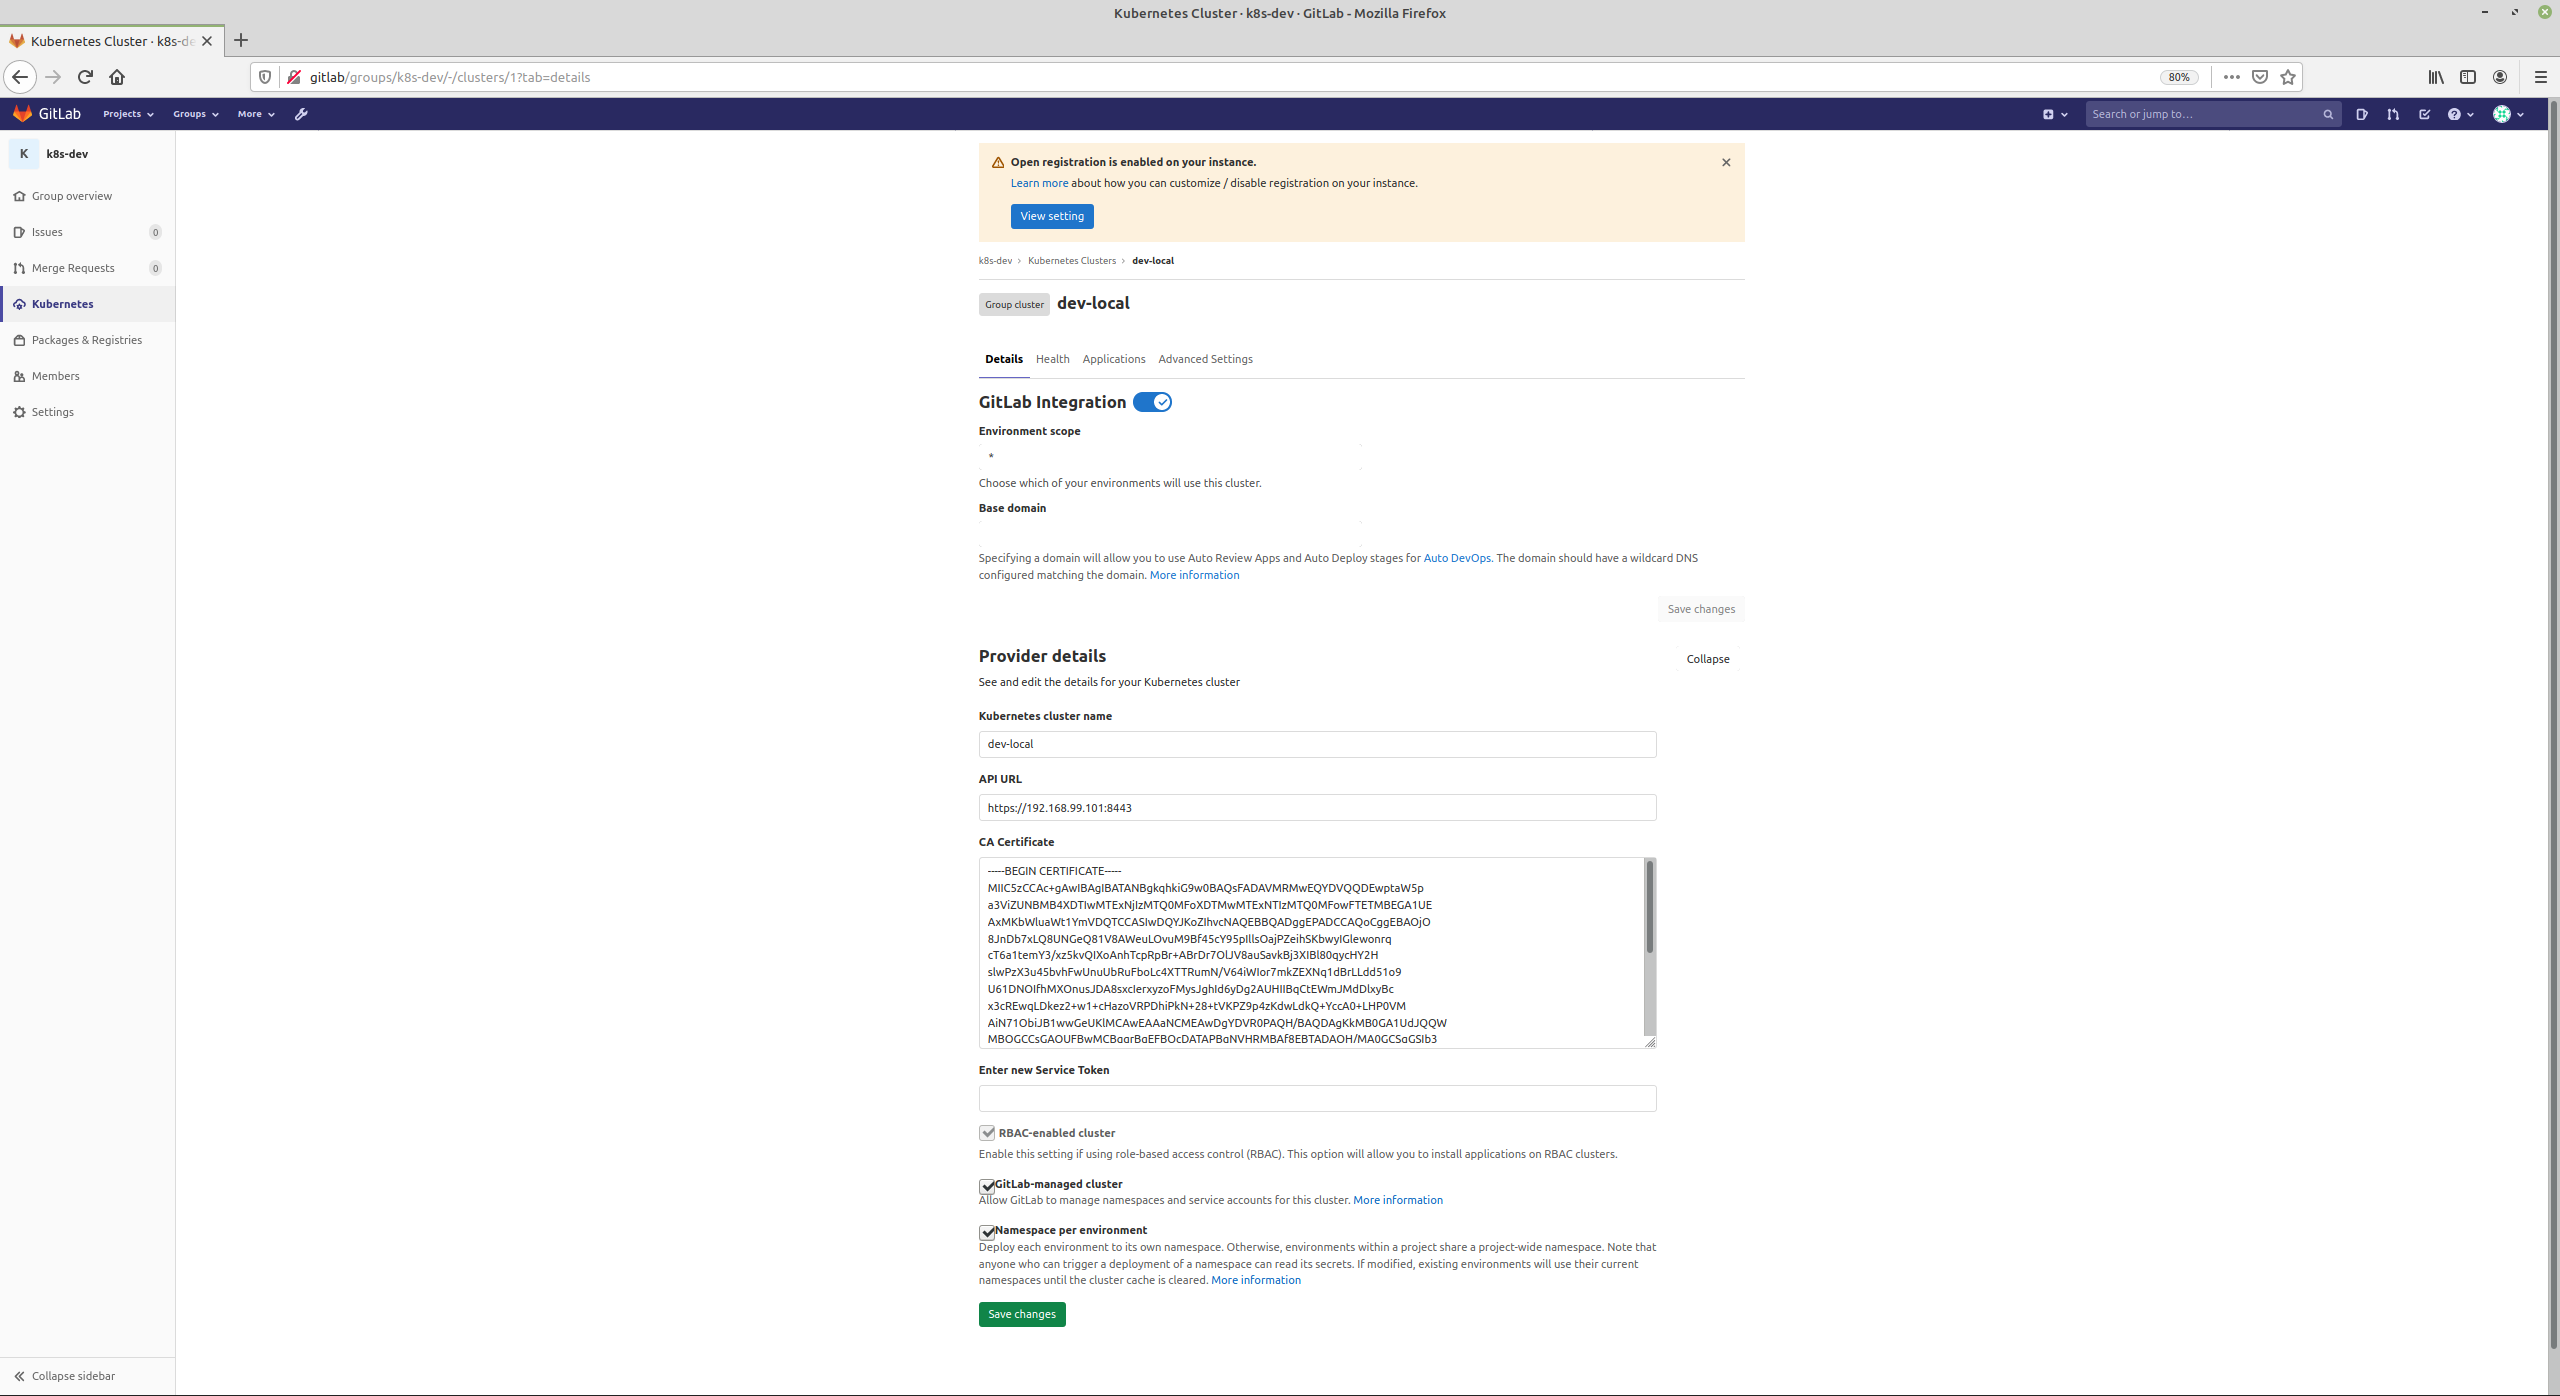 Kubernetes Cluster · k8s-dev · GitLab - Mozilla Firefox
Kubernetes Cluster · k8s-de
gitlab/groups/k8s-dev/-/clusters/1?tab=details
80%
GitLab
Projects
Groups
More
Search or jump to…
K
k8s-dev
Group overview
Issues
0
Merge Requests
0
Kubernetes
Packages & Registries
Members
Settings
Collapse sidebar
Open registration is enabled on your instance.
Learn more about how you can customize / disable registration on your instance.
View setting
k8s-dev › Kubernetes Clusters › dev-local
Group cluster
dev-local
Details
Health
Applications
Advanced Settings
GitLab Integration
Environment scope
*
Choose which of your environments will use this cluster.
Base domain
Specifying a domain will allow you to use Auto Review Apps and Auto Deploy stages for Auto DevOps. The domain should have a wildcard DNS
configured matching the domain. More information
Save changes
Provider details
Collapse
See and edit the details for your Kubernetes cluster
Kubernetes cluster name
dev-local
API URL
https://192.168.99.101:8443
CA Certificate
-----BEGIN CERTIFICATE-----
MIIC5zCCAc+gAwIBAgIBATANBgkqhkiG9w0BAQsFADAVMRMwEQYDVQQDEwptaW5p
a3ViZUNBMB4XDTIwMTExNjIzMTQ0MFoXDTMwMTExNTIzMTQ0MFowFTETMBEGA1UE
AxMKbWluaWt1YmVDQTCCASIwDQYJKoZIhvcNAQEBBQADggEPADCCAQoCggEBAOjO
8JnDb7xLQ8UNGeQ81V8AWeuLOvuM9Bf45cY95pIllsOajPZeihSKbwyIGlewonrq
cT6a1temY3/xz5kvQIXoAnhTcpRpBr+ABrDr7OlJV8auSavkBj3XIBl80qycHY2H
slwPzX3u45bvhFwUnuUbRuFboLc4XTTRumN/V64iWIor7mkZEXNq1dBrLLdd51o9
U61DNOIfhMXOnusJDA8sxcIerxyzoFMysJghId6yDg2AUHIIBqCtEWmJMdDlxyBc
x3cREwqLDkez2+w1+cHazoVRPDhiPkN+28+tVKPZ9p4zKdwLdkQ+YccA0+LHP0VM
AiN71ObiJB1wwGeUKlMCAwEAAaNCMEAwDgYDVR0PAQH/BAQDAgKkMB0GA1UdJQQW
MBQGCCsGAQUFBwMCBggrBgEFBQcDATAPBgNVHRMBAf8EBTADAQH/MA0GCSqGSIb3
Enter new Service Token
RBAC-enabled cluster
Enable this setting if using role-based access control (RBAC). This option will allow you to install applications on RBAC clusters.
GitLab-managed cluster
Allow GitLab to manage namespaces and service accounts for this cluster. More information
Namespace per environment
Deploy each environment to its own namespace. Otherwise, environments within a project share a project-wide namespace. Note that
anyone who can trigger a deployment of a namespace can read its secrets. If modified, existing environments will use their current
namespaces until the cluster cache is cleared. More information
Save changes